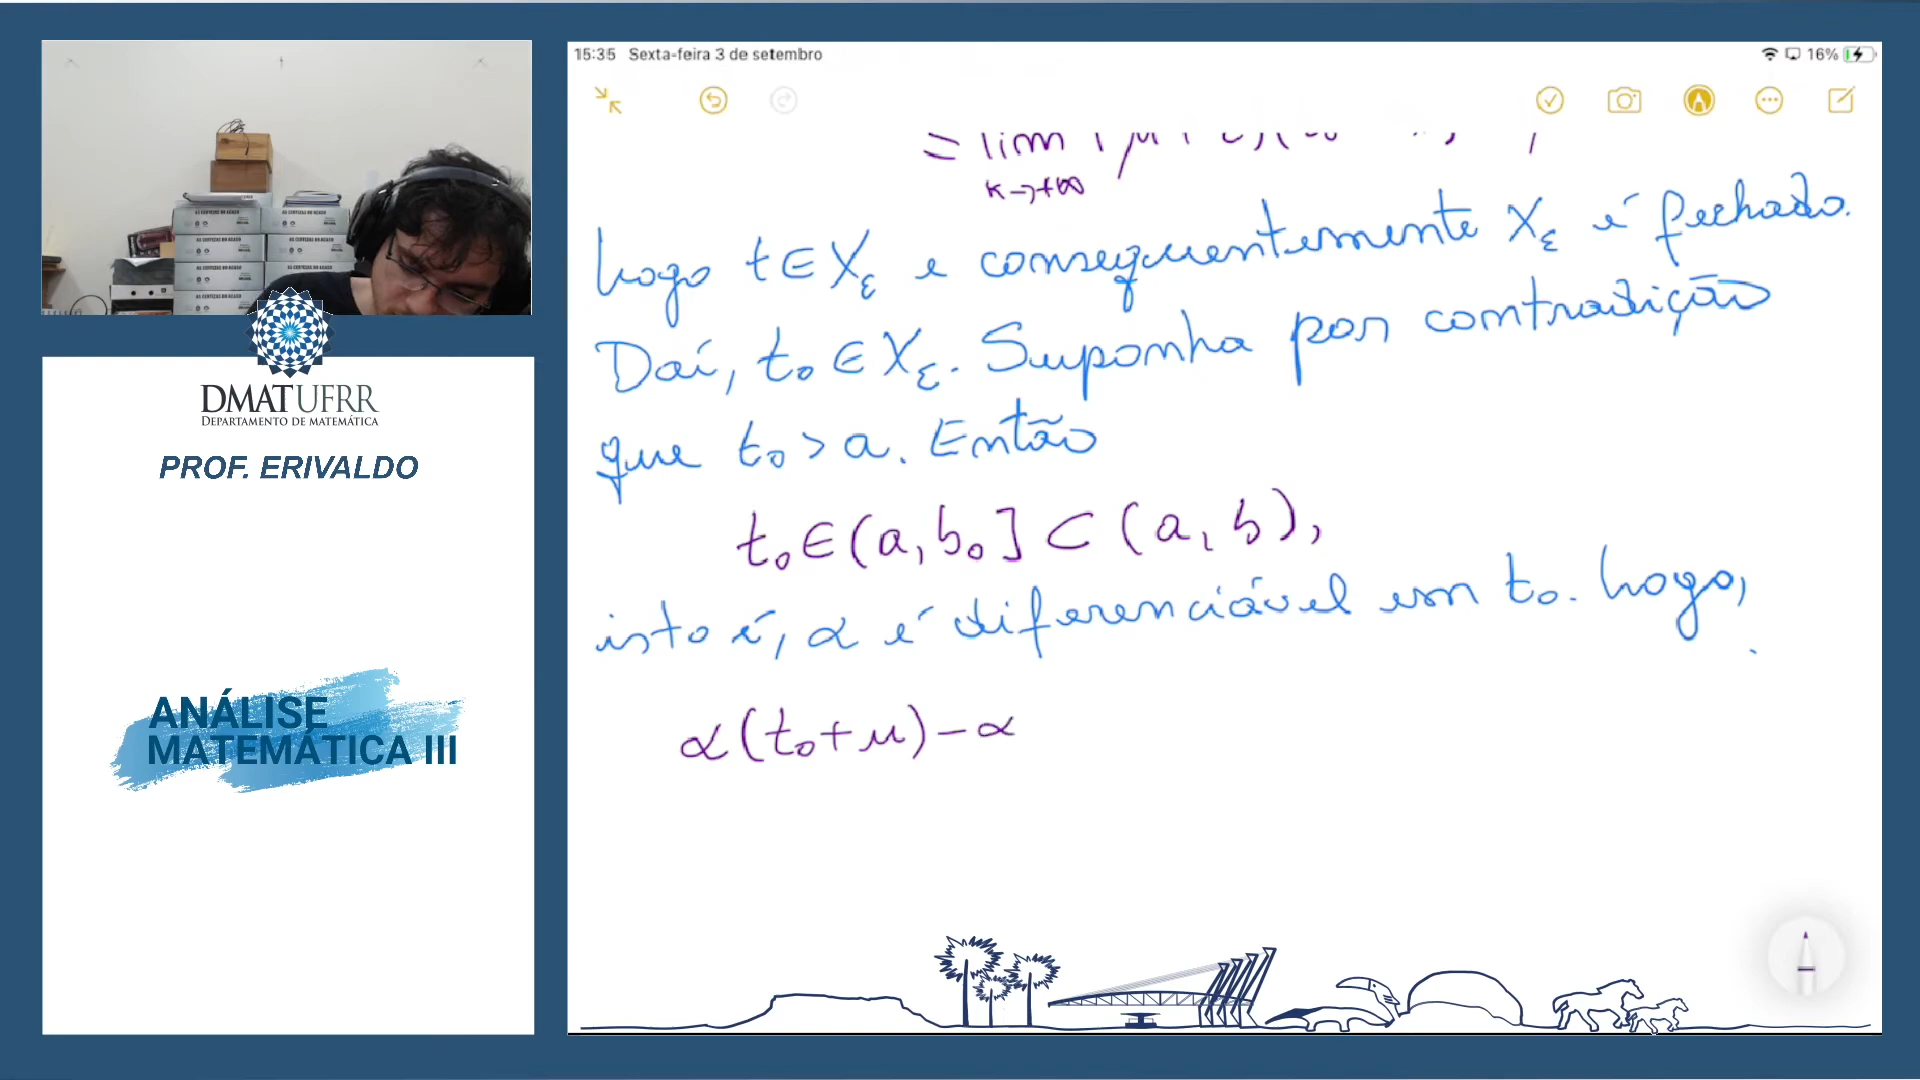 15:35 Sexta-feira 3 de setembro
16%
= lim
k→+∞
Logo t ∈ X_ε e consequentemente X_ε é fechado.
Daí, t₀ ∈ X_ε. Suponha por contradição
que t₀ > a. Então
t₀ ∈ (a, b₀] ⊂ (a, b),
isto é, α é diferenciável em t₀. Logo,
α(t₀+u) − α
DMATUFRR
DEPARTAMENTO DE MATEMÁTICA
PROF. ERIVALDO
ANÁLISE
MATEMÁTICA III